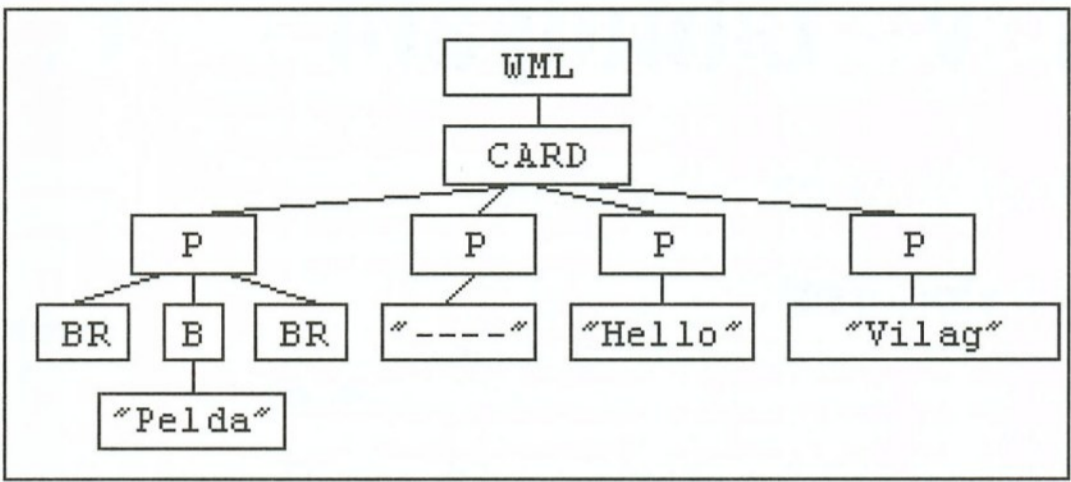 WML
CARD
P P P P
BR B BR "----" "Hello" "Vilag"
"Pelda"